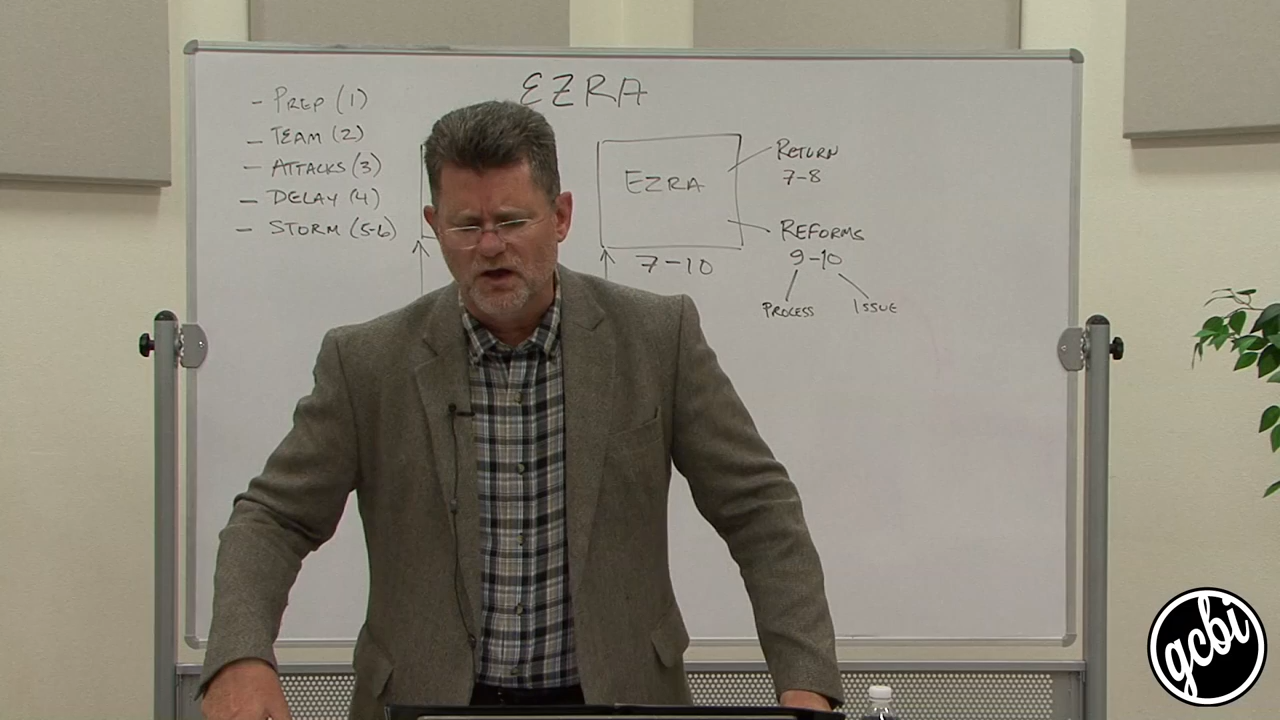 EZRA
- PREP (1)
- TEAM (2)
- ATTACKS (3)
- DELAY (4)
- STORM (5-6)
EZRA
7-10
RETURN
7-8
REFORMS
9-10
PROCESS
ISSUE
gcbi